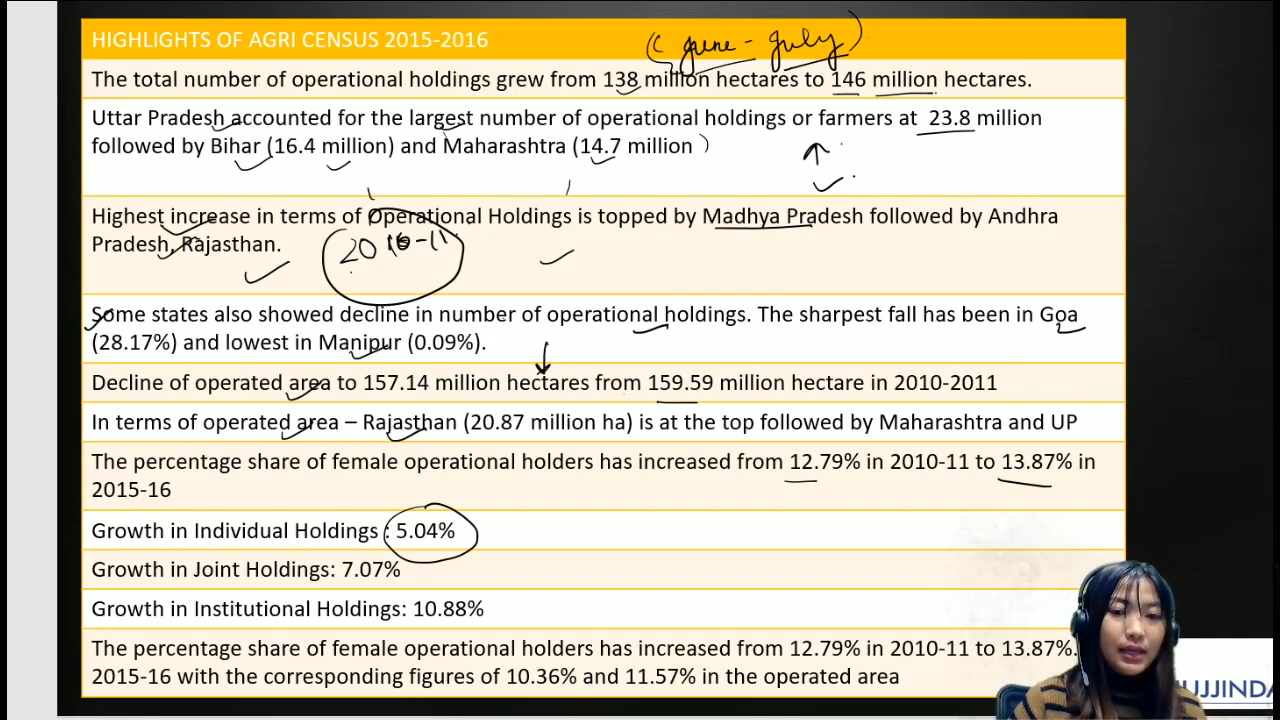 HIGHLIGHTS OF AGRI CENSUS 2015-2016
(June - July)
The total number of operational holdings grew from 138 million hectares to 146 million hectares.
Uttar Pradesh accounted for the largest number of operational holdings or farmers at 23.8 million
followed by Bihar (16.4 million) and Maharashtra (14.7 million )
Highest increase in terms of Operational Holdings is topped by Madhya Pradesh followed by Andhra
Pradesh, Rajasthan.
2010-11
Some states also showed decline in number of operational holdings. The sharpest fall has been in Goa
(28.17%) and lowest in Manipur (0.09%).
Decline of operated area to 157.14 million hectares from 159.59 million hectare in 2010-2011
In terms of operated area – Rajasthan (20.87 million ha) is at the top followed by Maharashtra and UP
The percentage share of female operational holders has increased from 12.79% in 2010-11 to 13.87% in
2015-16
Growth in Individual Holdings : 5.04%
Growth in Joint Holdings: 7.07%
Growth in Institutional Holdings: 10.88%
The percentage share of female operational holders has increased from 12.79% in 2010-11 to 13.87%.
2015-16 with the corresponding figures of 10.36% and 11.57% in the operated area